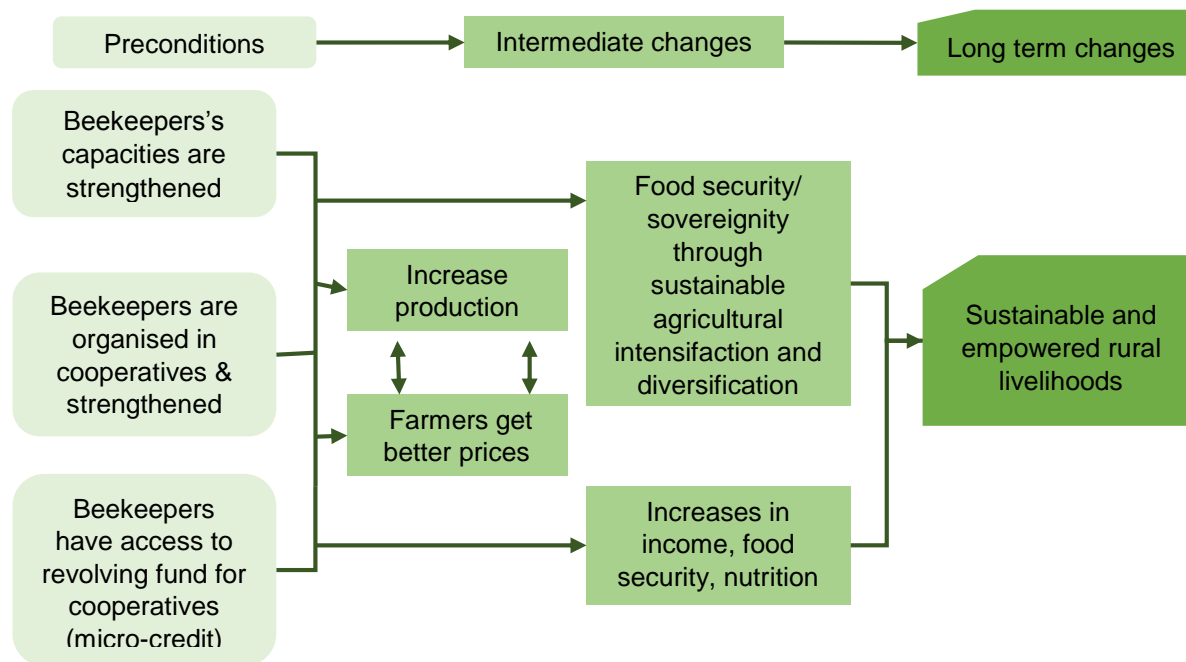 Preconditions
Intermediate changes
Long term changes
Beekeepers's
capacities are
strengthened
Beekeepers are
organised in
cooperatives &
strengthened
Beekeepers
have access to
revolving fund for
cooperatives
(micro-credit)
Increase
production
Farmers get
better prices
Food security/
sovereignity
through
sustainable
agricultural
intensifaction and
diversification
Increases in
income, food
security, nutrition
Sustainable and
empowered rural
livelihoods